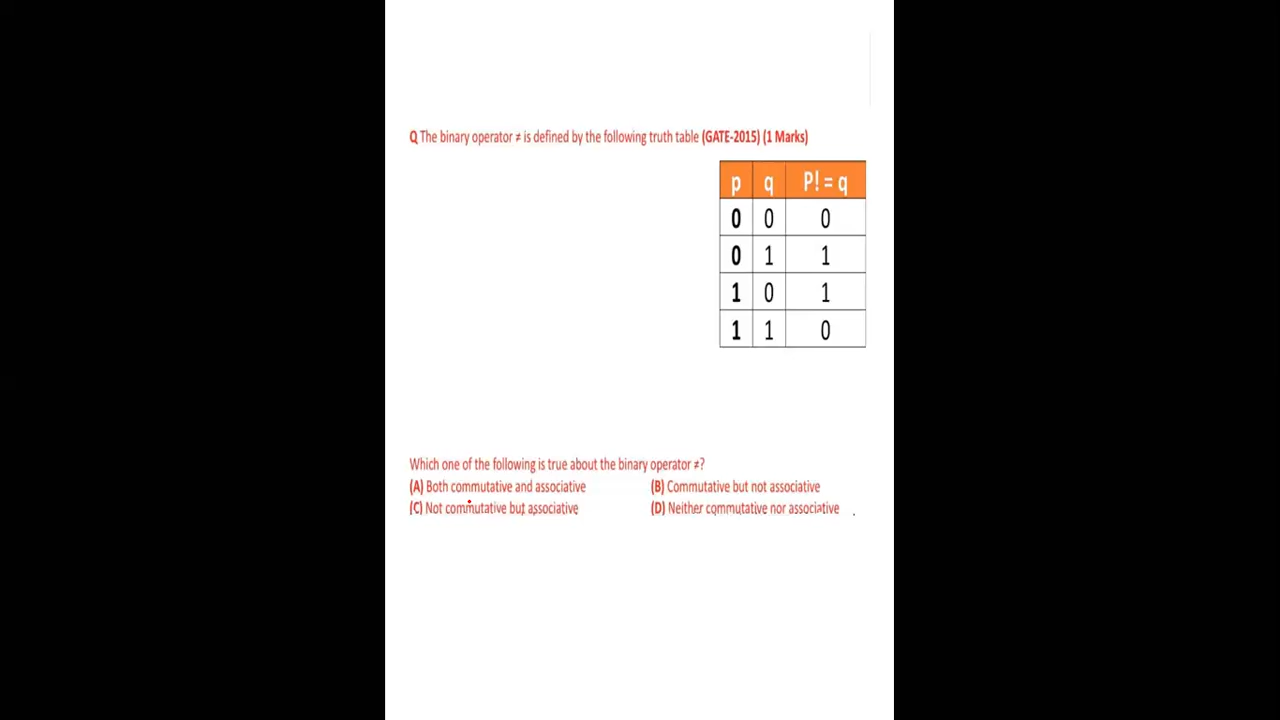 Q The binary operator ≠ is defined by the following truth table (GATE-2015) (1 Marks)
p q P! = q
0 0 0
0 1 1
1 0 1
1 1 0
Which one of the following is true about the binary operator ≠?
(A) Both commutative and associative (B) Commutative but not associative
(C) Not commutative but associative (D) Neither commutative nor associative